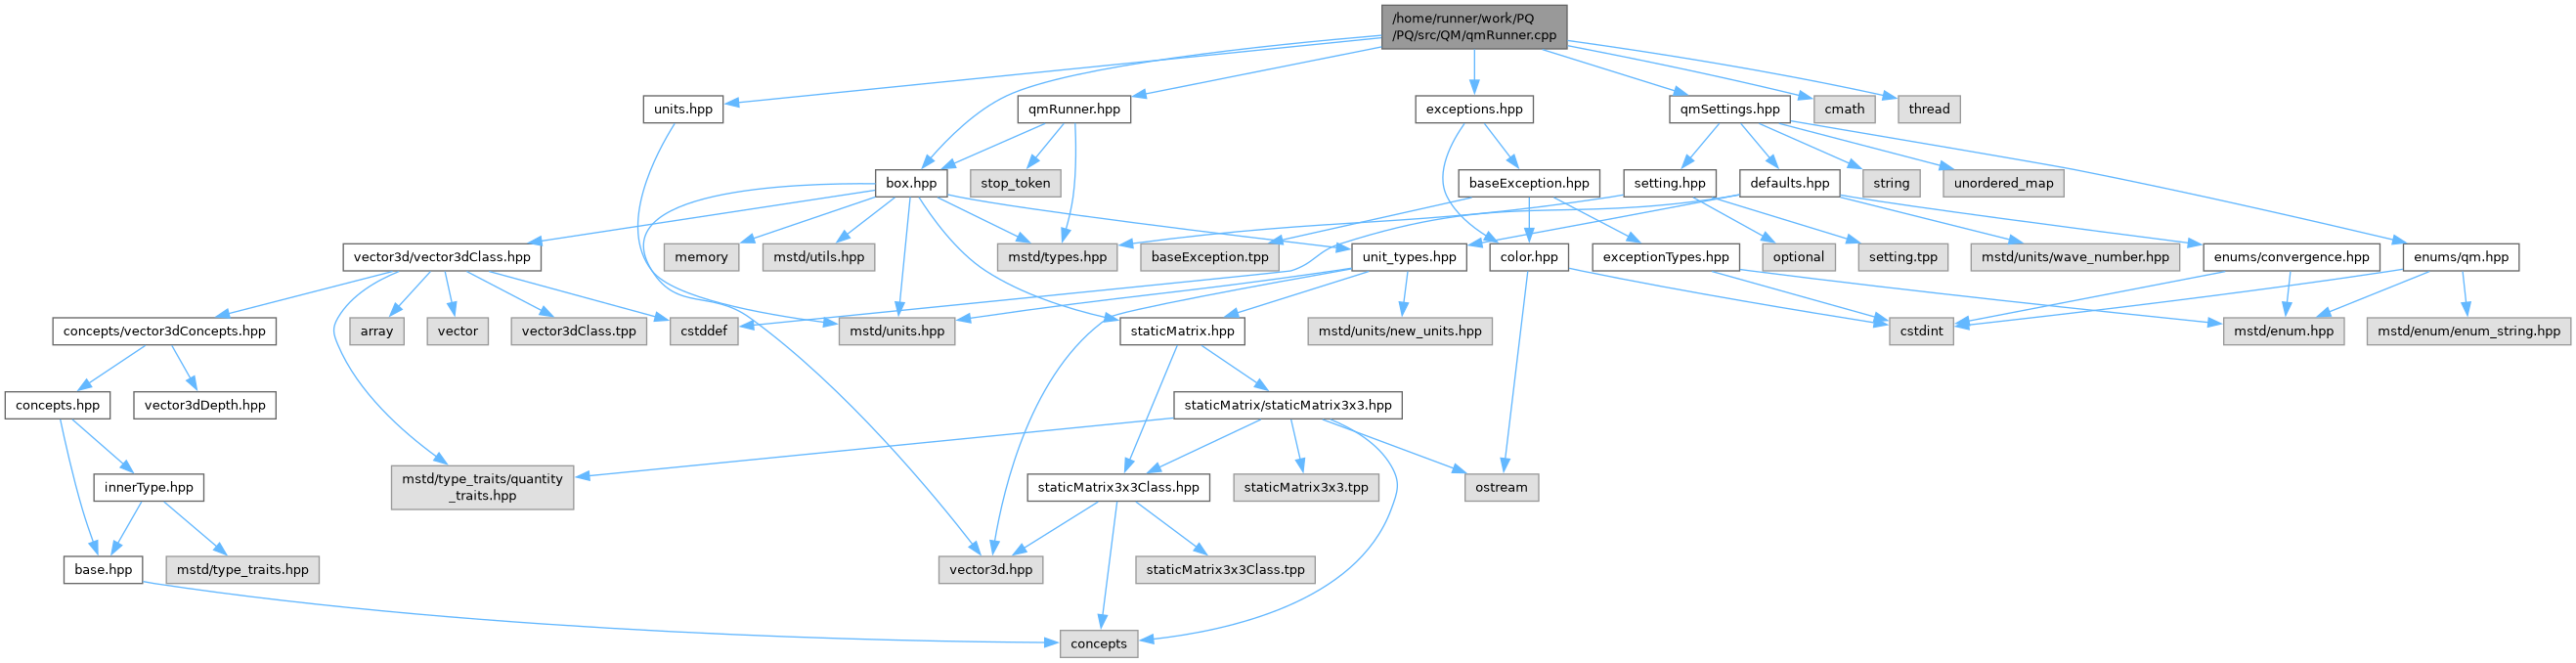 /home/runner/work/PQ
/PQ/src/QM/qmRunner.cpp
units.hpp
qmRunner.hpp
exceptions.hpp
qmSettings.hpp
cmath
thread
box.hpp
stop_token
baseException.hpp
setting.hpp
defaults.hpp
string
unordered_map
vector3d/vector3dClass.hpp
memory
mstd/utils.hpp
mstd/types.hpp
baseException.tpp
unit_types.hpp
color.hpp
exceptionTypes.hpp
optional
setting.tpp
mstd/units/wave_number.hpp
enums/convergence.hpp
enums/qm.hpp
concepts/vector3dConcepts.hpp
array
vector
vector3dClass.tpp
cstddef
mstd/units.hpp
staticMatrix.hpp
mstd/units/new_units.hpp
cstdint
mstd/enum.hpp
mstd/enum/enum_string.hpp
concepts.hpp
vector3dDepth.hpp
staticMatrix/staticMatrix3x3.hpp
innerType.hpp
mstd/type_traits/quantity
_traits.hpp
staticMatrix3x3Class.hpp
staticMatrix3x3.tpp
ostream
base.hpp
mstd/type_traits.hpp
vector3d.hpp
staticMatrix3x3Class.tpp
concepts